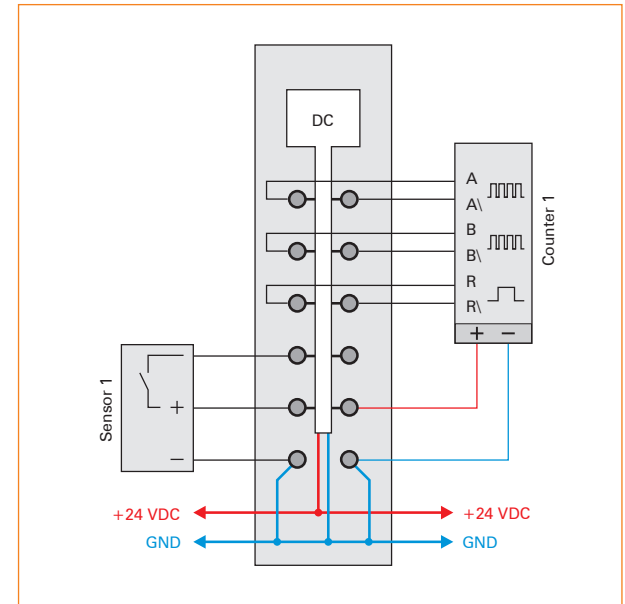 DC
A
A\
B
B\
R
R\
+ −
Counter 1
Sensor 1
+
−
+24 VDC
+24 VDC
GND
GND